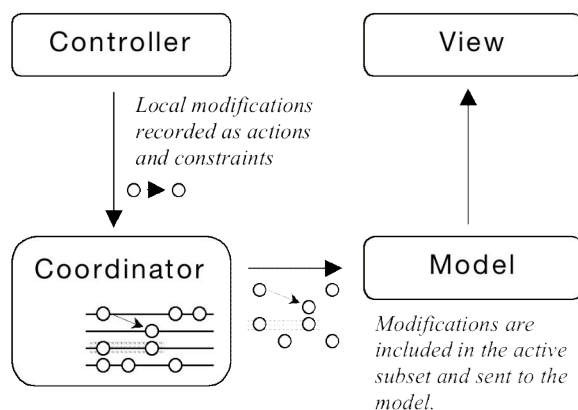 Controller
View
Local modifications
recorded as actions
and constraints
Coordinator
Model
Modifications are
included in the active
subset and sent to the
model.